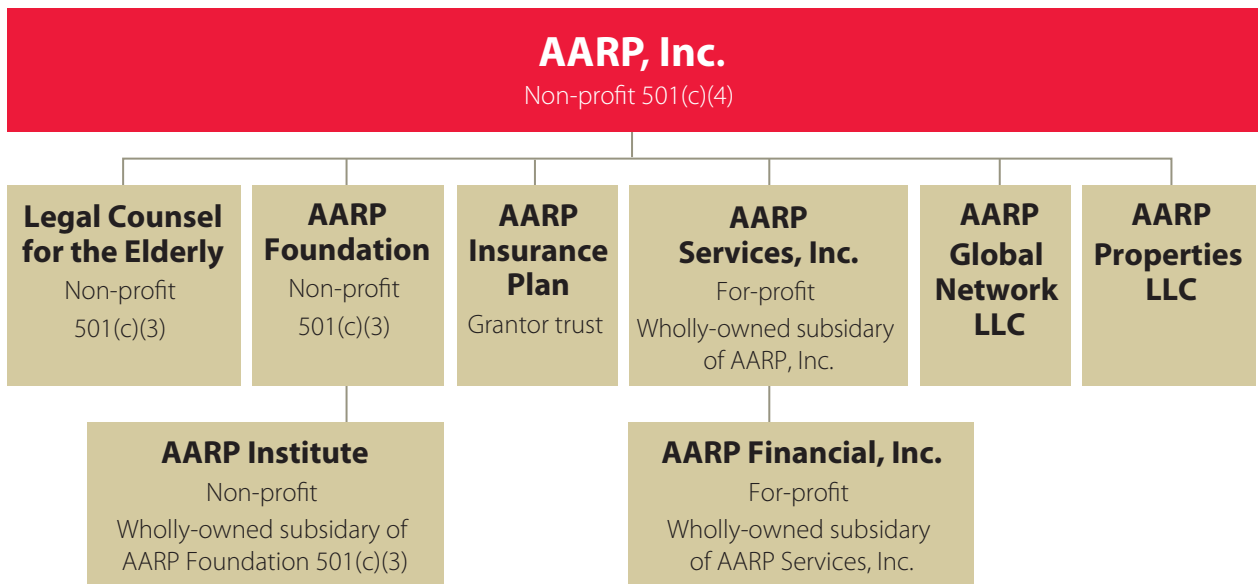 AARP, Inc.
Non-profit 501(c)(4)
Legal Counsel
for the Elderly
Non-profit
501(c)(3)
AARP
Foundation
Non-profit
501(c)(3)
AARP
Insurance
Plan
Grantor trust
AARP
Services, Inc.
For-profit
Wholly-owned subsidary
of AARP, Inc.
AARP
Global
Network
LLC
AARP
Properties
LLC
AARP Institute
Non-profit
Wholly-owned subsidary of
AARP Foundation 501(c)(3)
AARP Financial, Inc.
For-profit
Wholly-owned subsidary
of AARP Services, Inc.